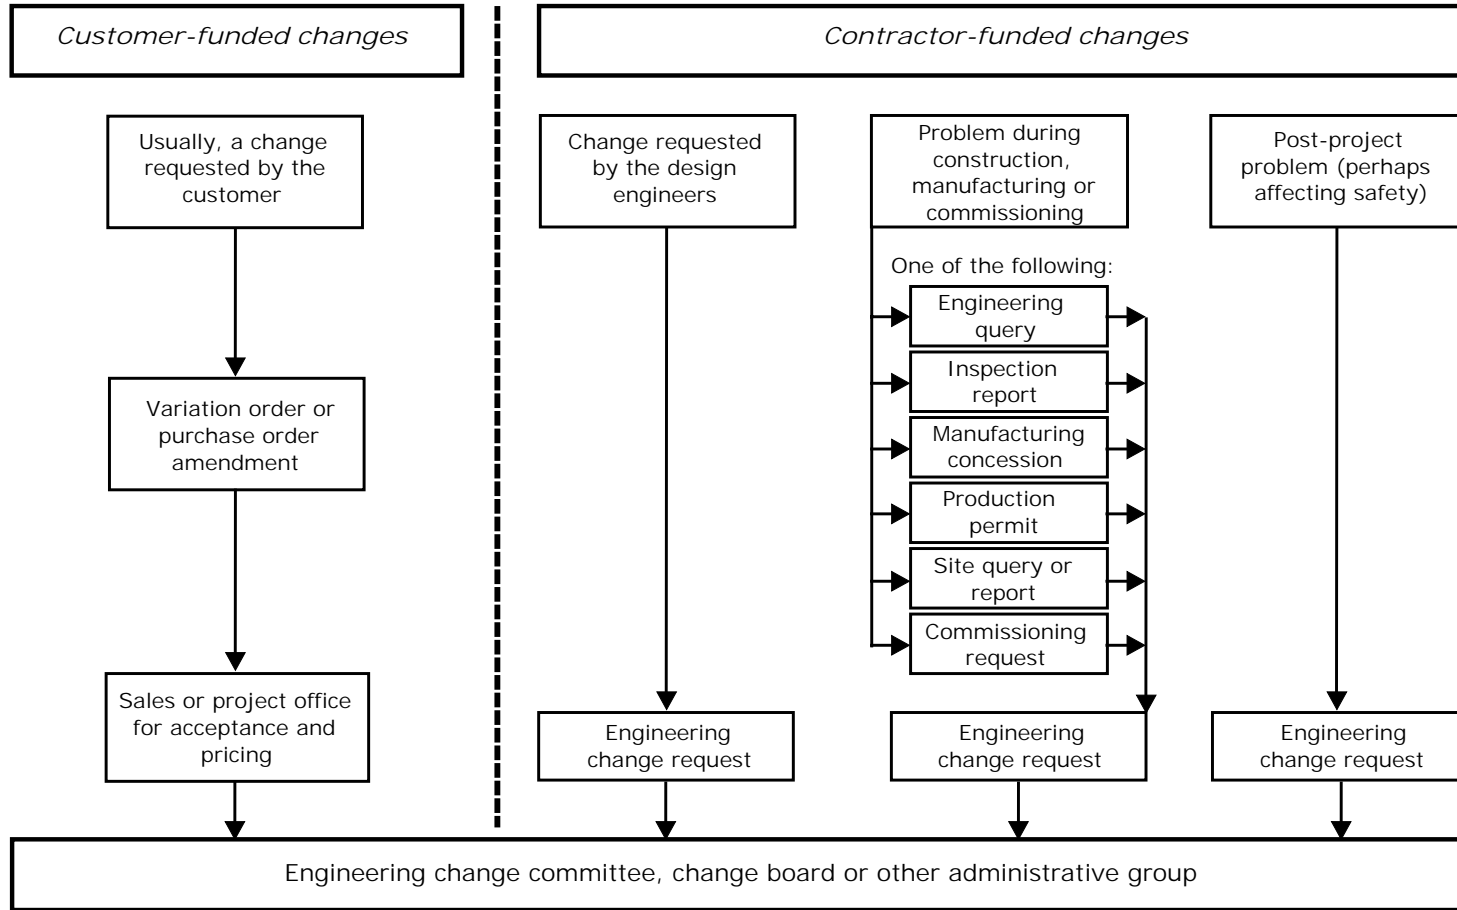 Customer-funded changes
Contractor-funded changes
Usually, a change
requested by the
customer
Variation order or
purchase order
amendment
Sales or project office
for acceptance and
pricing
Change requested
by the design
engineers
Engineering
change request
Problem during
construction,
manufacturing or
commissioning
One of the following:
Engineering
query
Inspection
report
Manufacturing
concession
Production
permit
Site query or
report
Commissioning
request
Engineering
change request
Post-project
problem (perhaps
affecting safety)
Engineering
change request
Engineering change committee, change board or other administrative group